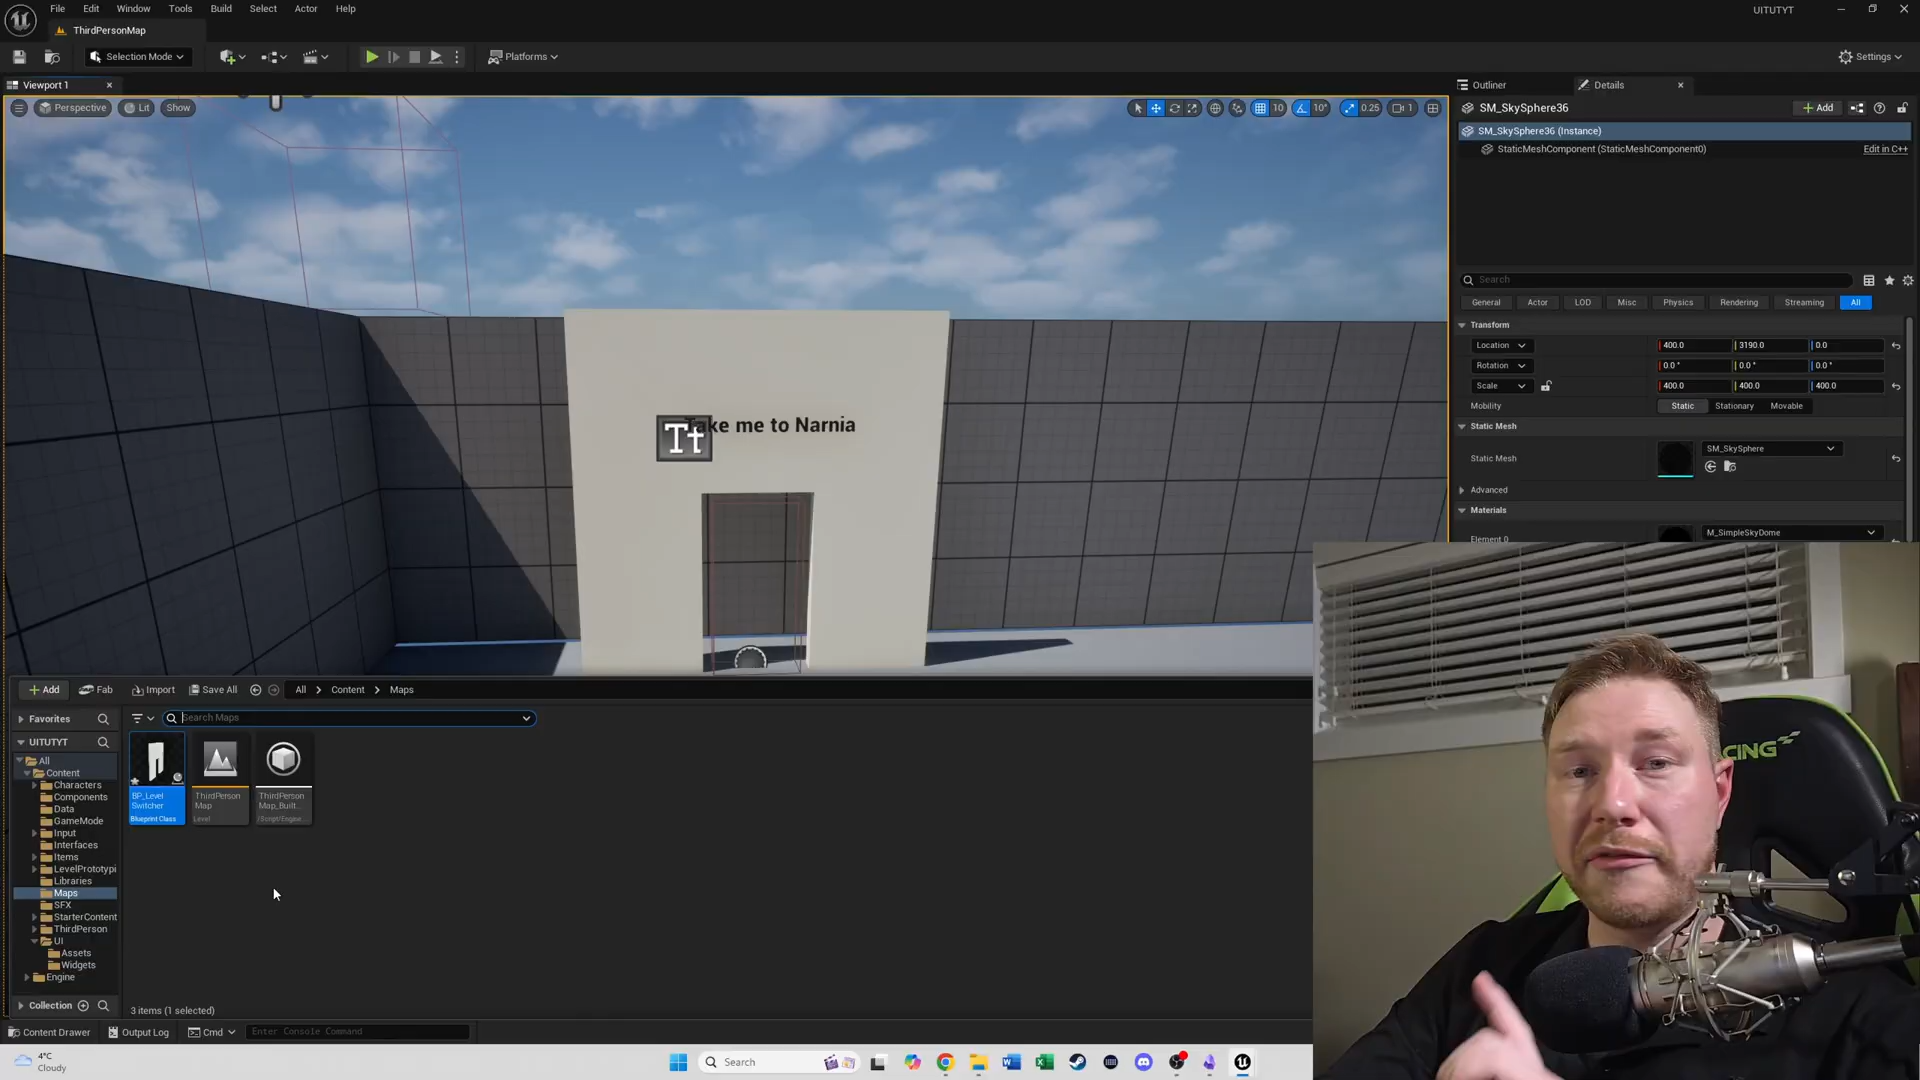 File Edit Window Tools Build Select Actor Help
UITUTYT
ThirdPersonMap
Selection Mode
Platforms
Settings
Viewport 1
Outliner
Details
Perspective
Lit
Show
10
10°
0.25
1
SM_SkySphere36
Add
SM_SkySphere36 (Instance)
StaticMeshComponent (StaticMeshComponent0)
Edit in C++
Search
General
Actor
LOD
Misc
Physics
Rendering
Streaming
All
Transform
Location
400.0
3190.0
0.0
Rotation
0.0 °
0.0 °
0.0 °
Scale
400.0
400.0
400.0
Mobility
Static
Stationary
Movable
Static Mesh
Static Mesh
SM_SkySphere
Advanced
Materials
Element 0
M_SimpleSkyDome
Tt
Take me to Narnia
Add
Fab
Import
Save All
All
Content
Maps
Favorites
Search Maps
UITUTYT
All
Content
Characters
Components
Data
GameMode
Input
Interfaces
Items
LevelPrototypi
Libraries
Maps
SFX
StarterContent
ThirdPerson
UI
Assets
Widgets
Engine
BP_Level
Switcher
Blueprint Class
ThirdPerson
Map
Level
ThirdPerson
Map_Built...
/Script/Engine...
Collection
3 items (1 selected)
Content Drawer
Output Log
Cmd
Enter Console Command
4°C
Cloudy
Search
CING